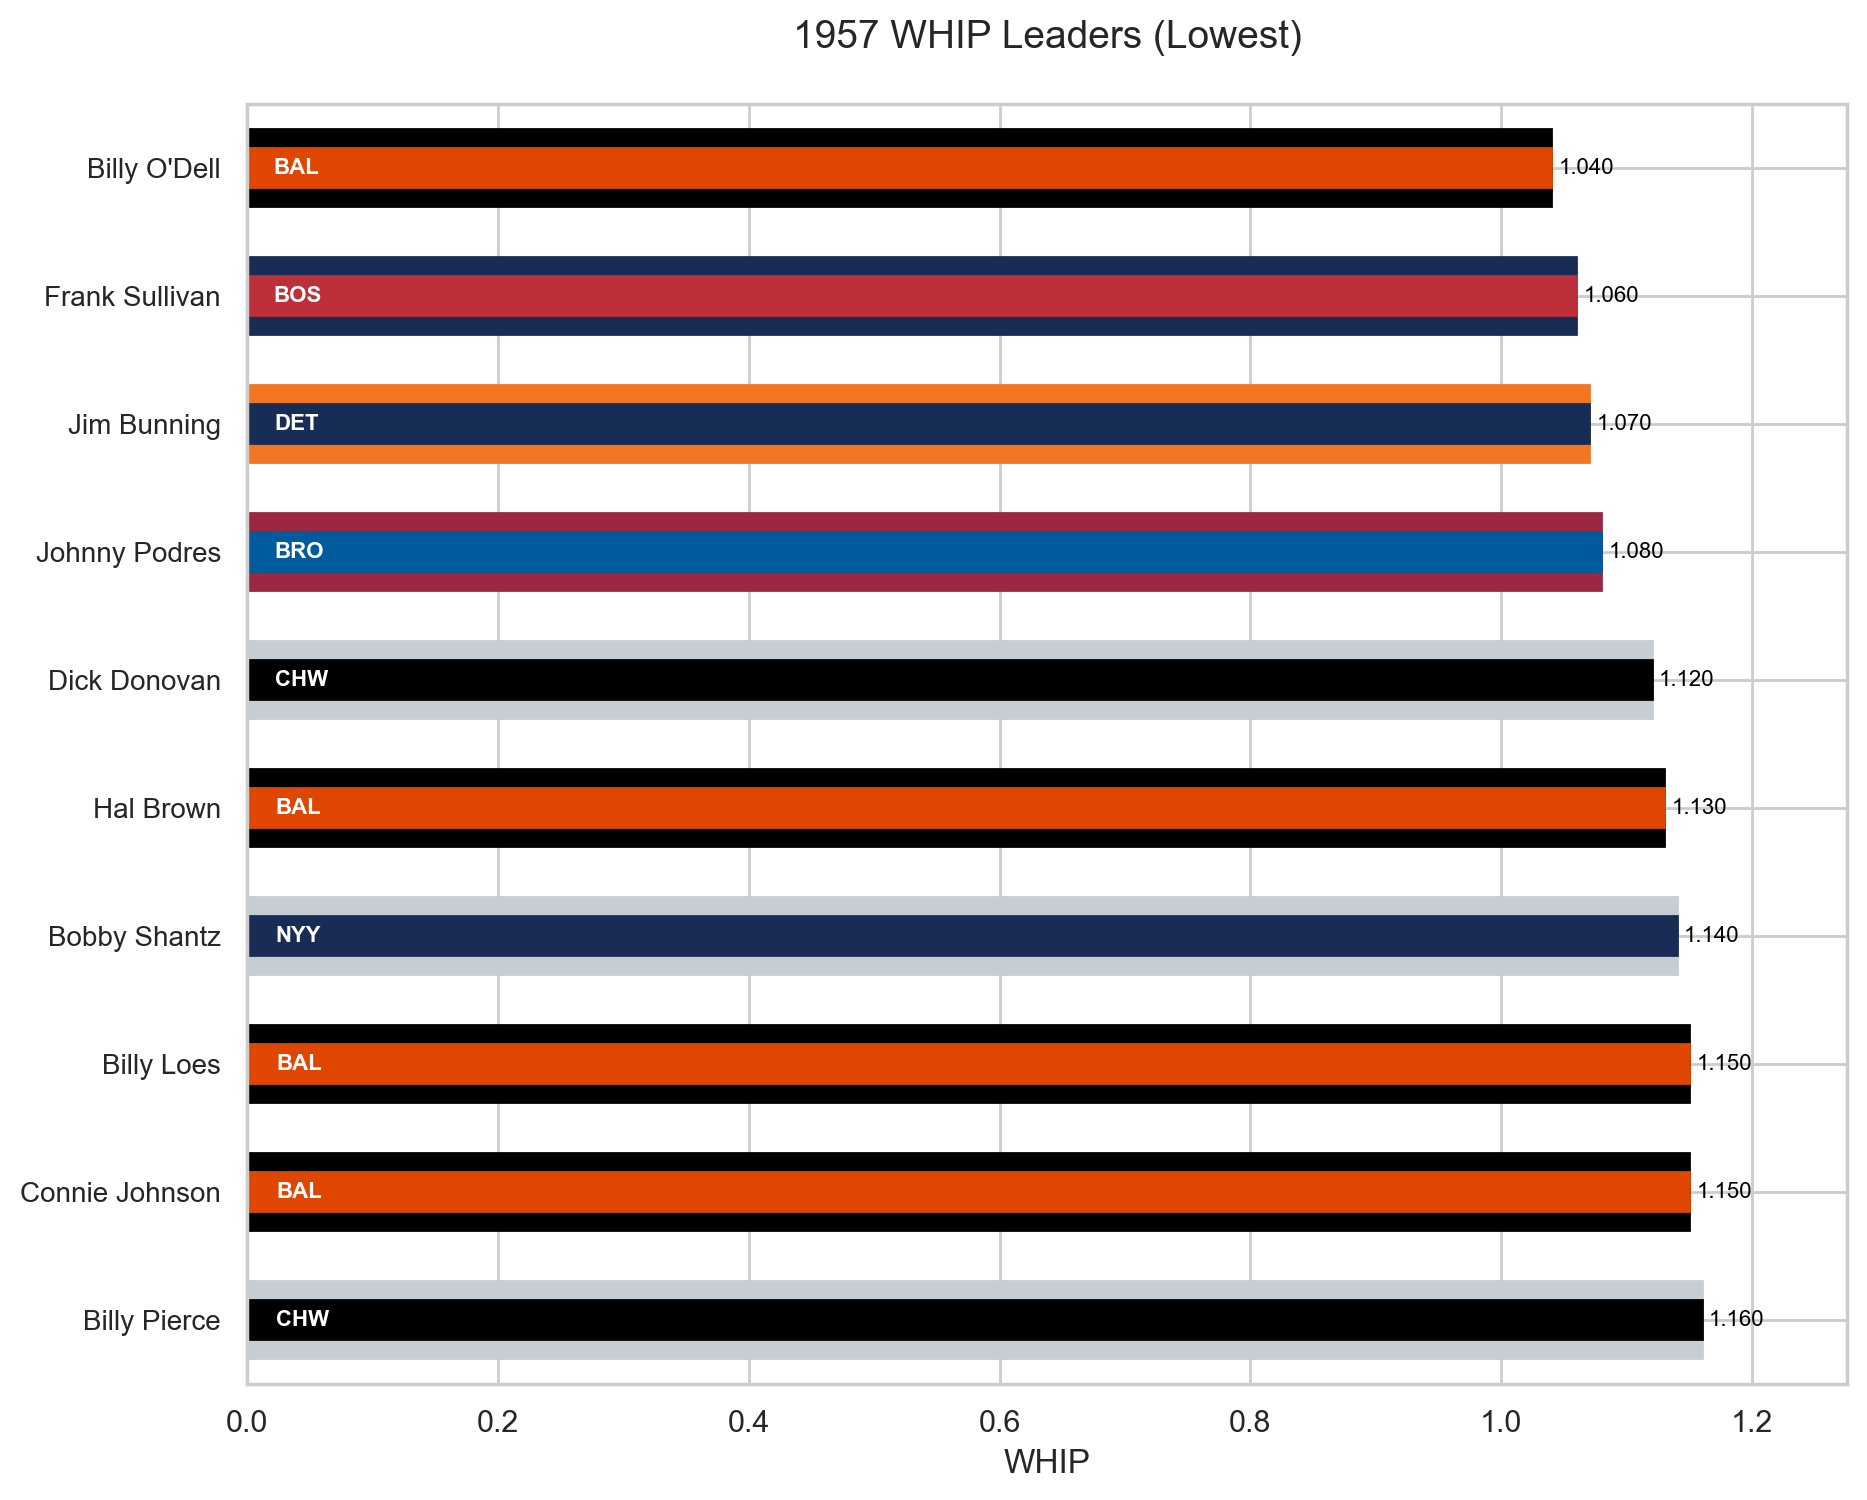 1957 WHIP Leaders (Lowest)
Billy O'Dell BAL 1.040
Frank Sullivan BOS 1.060
Jim Bunning DET 1.070
Johnny Podres BRO 1.080
Dick Donovan CHW 1.120
Hal Brown BAL 1.130
Bobby Shantz NYY 1.140
Billy Loes BAL 1.150
Connie Johnson BAL 1.150
Billy Pierce CHW 1.160
0.0 0.2 0.4 0.6 0.8 1.0 1.2
WHIP